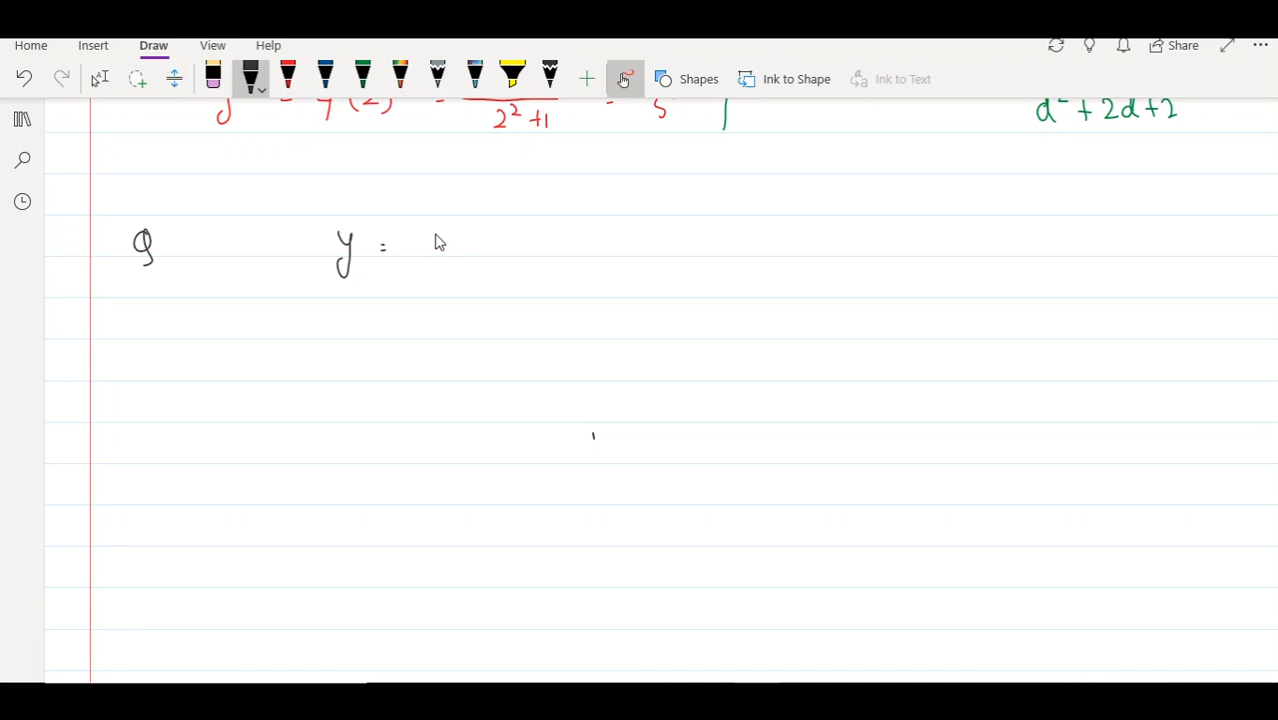 Home Insert Draw View Help Share
Shapes Ink to Shape Ink to Text
2² + 1 5 d² + 2d + 2
Q y =